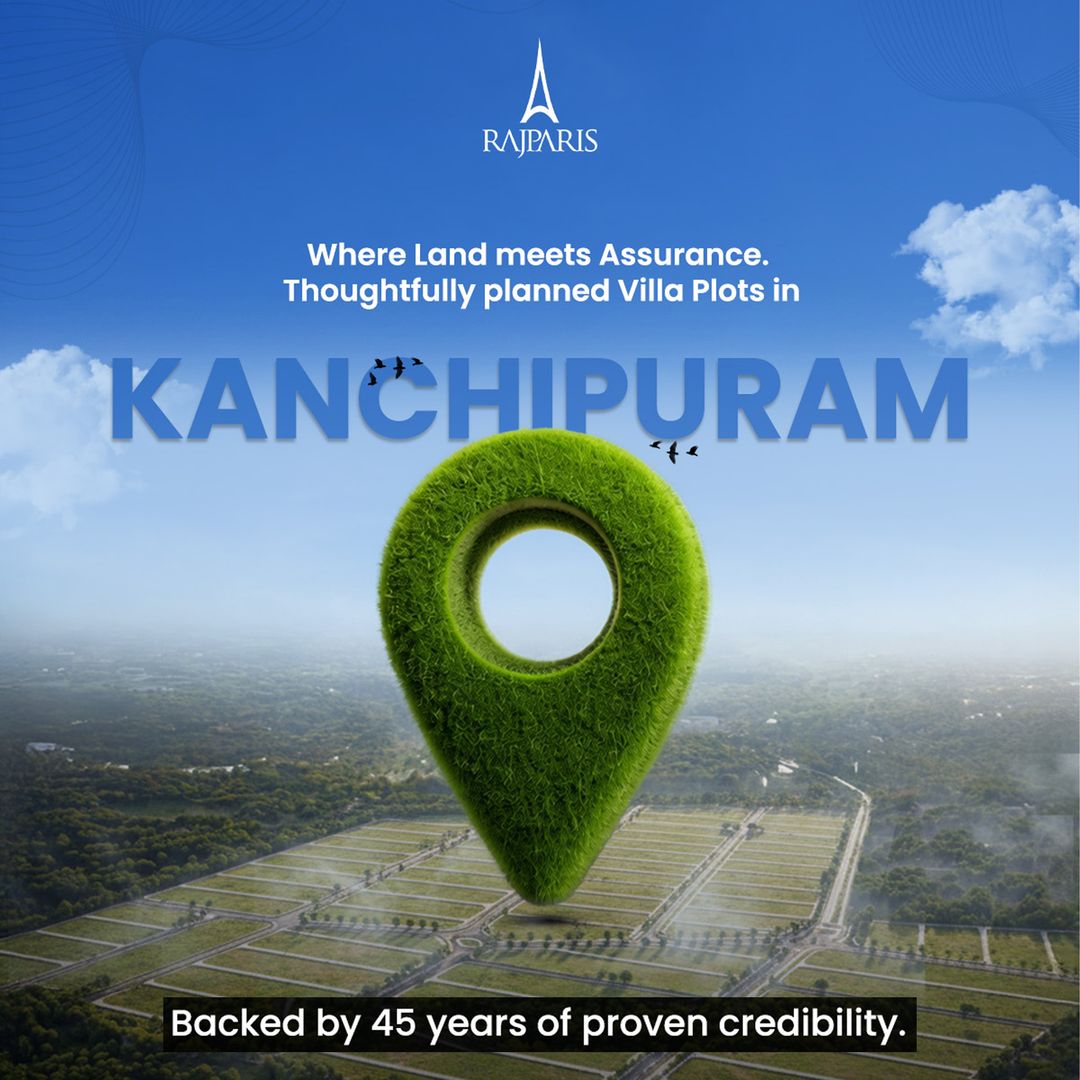 RAJPARIS
Where Land meets Assurance.
Thoughtfully planned Villa Plots in
KANCHIPURAM
Backed by 45 years of proven credibility.